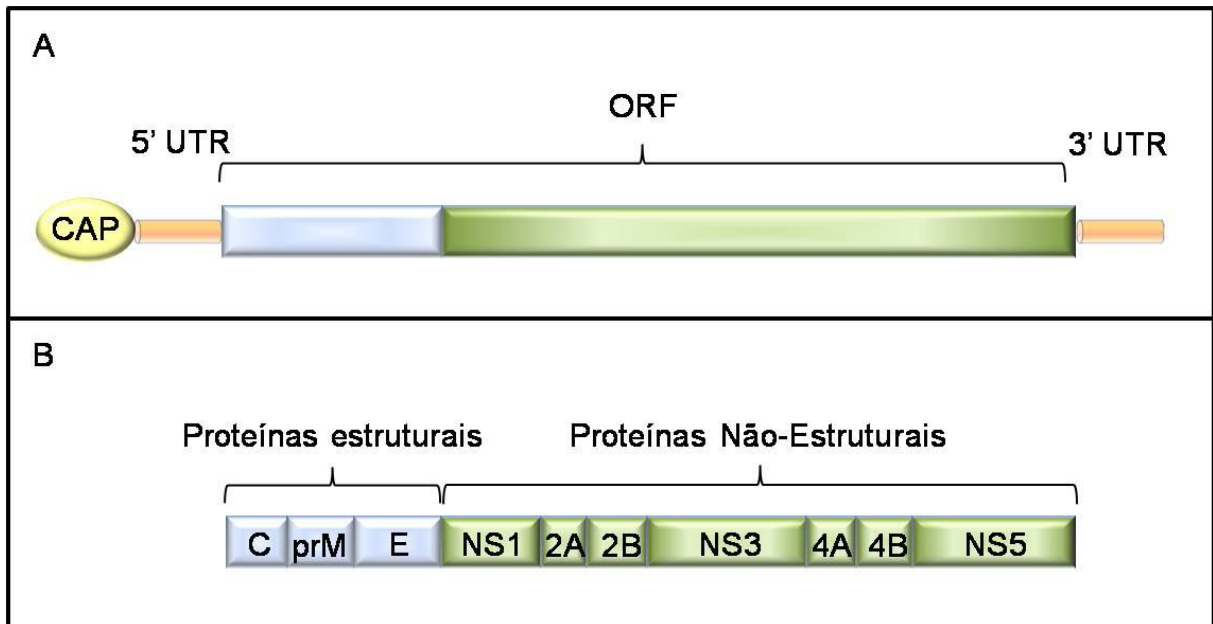 A
ORF
5' UTR
3' UTR
CAP
B
Proteínas estruturais Proteínas Não-Estruturais
C prM E NS1 2A 2B NS3 4A 4B NS5